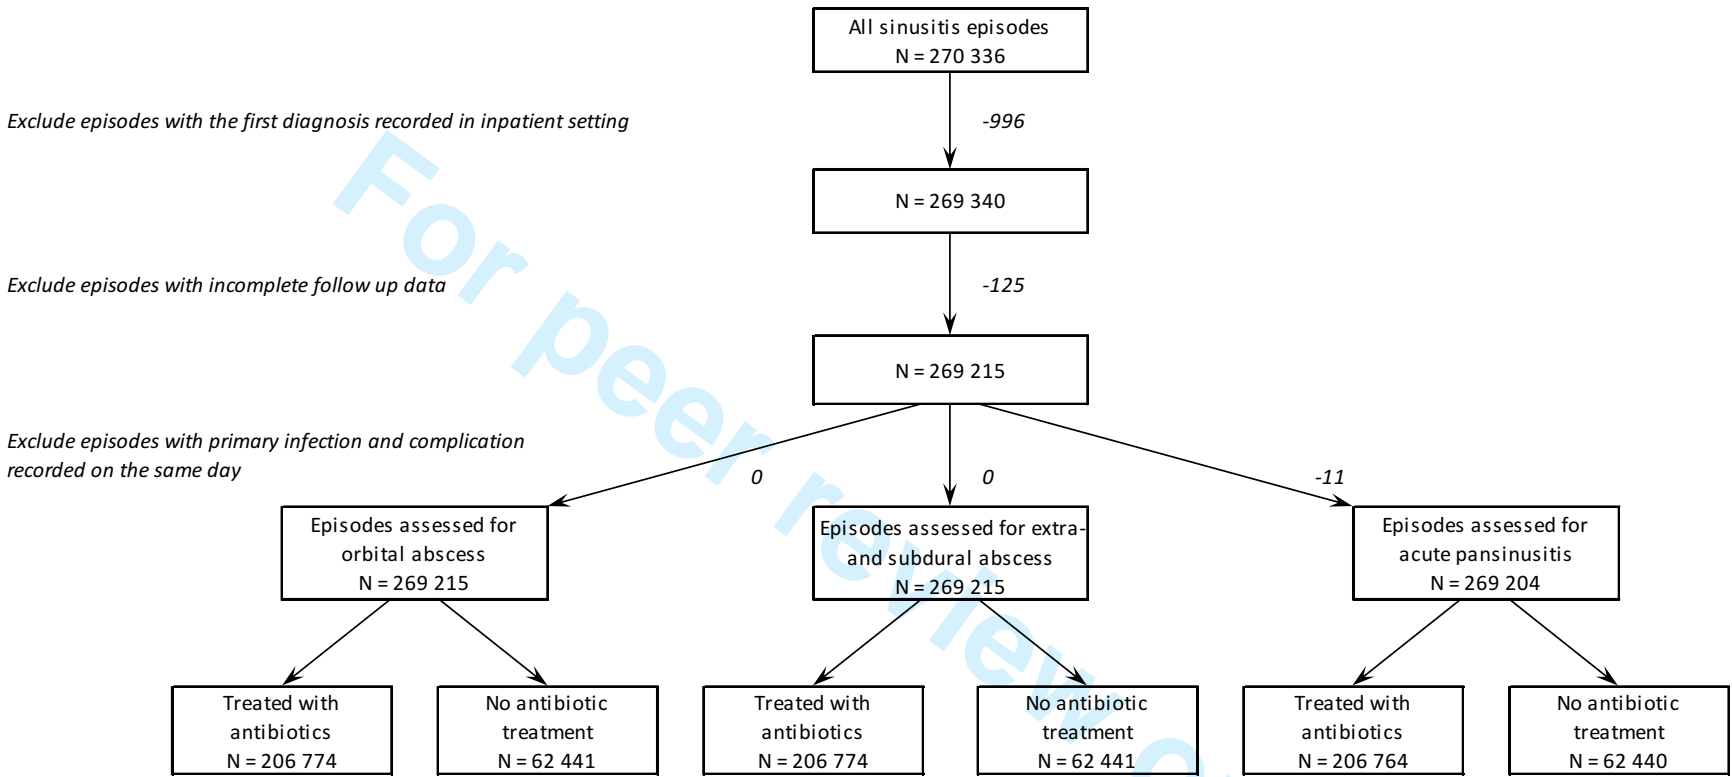 All sinusitis episodes
N = 270 336
Exclude episodes with the first diagnosis recorded in inpatient setting
-996
N = 269 340
Exclude episodes with incomplete follow up data
-125
N = 269 215
Exclude episodes with primary infection and complication
recorded on the same day
0
0
-11
Episodes assessed for
orbital abscess
N = 269 215
Episodes assessed for extra-
and subdural abscess
N = 269 215
Episodes assessed for
acute pansinusitis
N = 269 204
Treated with
antibiotics
N = 206 774
No antibiotic
treatment
N = 62 441
Treated with
antibiotics
N = 206 774
No antibiotic
treatment
N = 62 441
Treated with
antibiotics
N = 206 764
No antibiotic
treatment
N = 62 440
For peer review